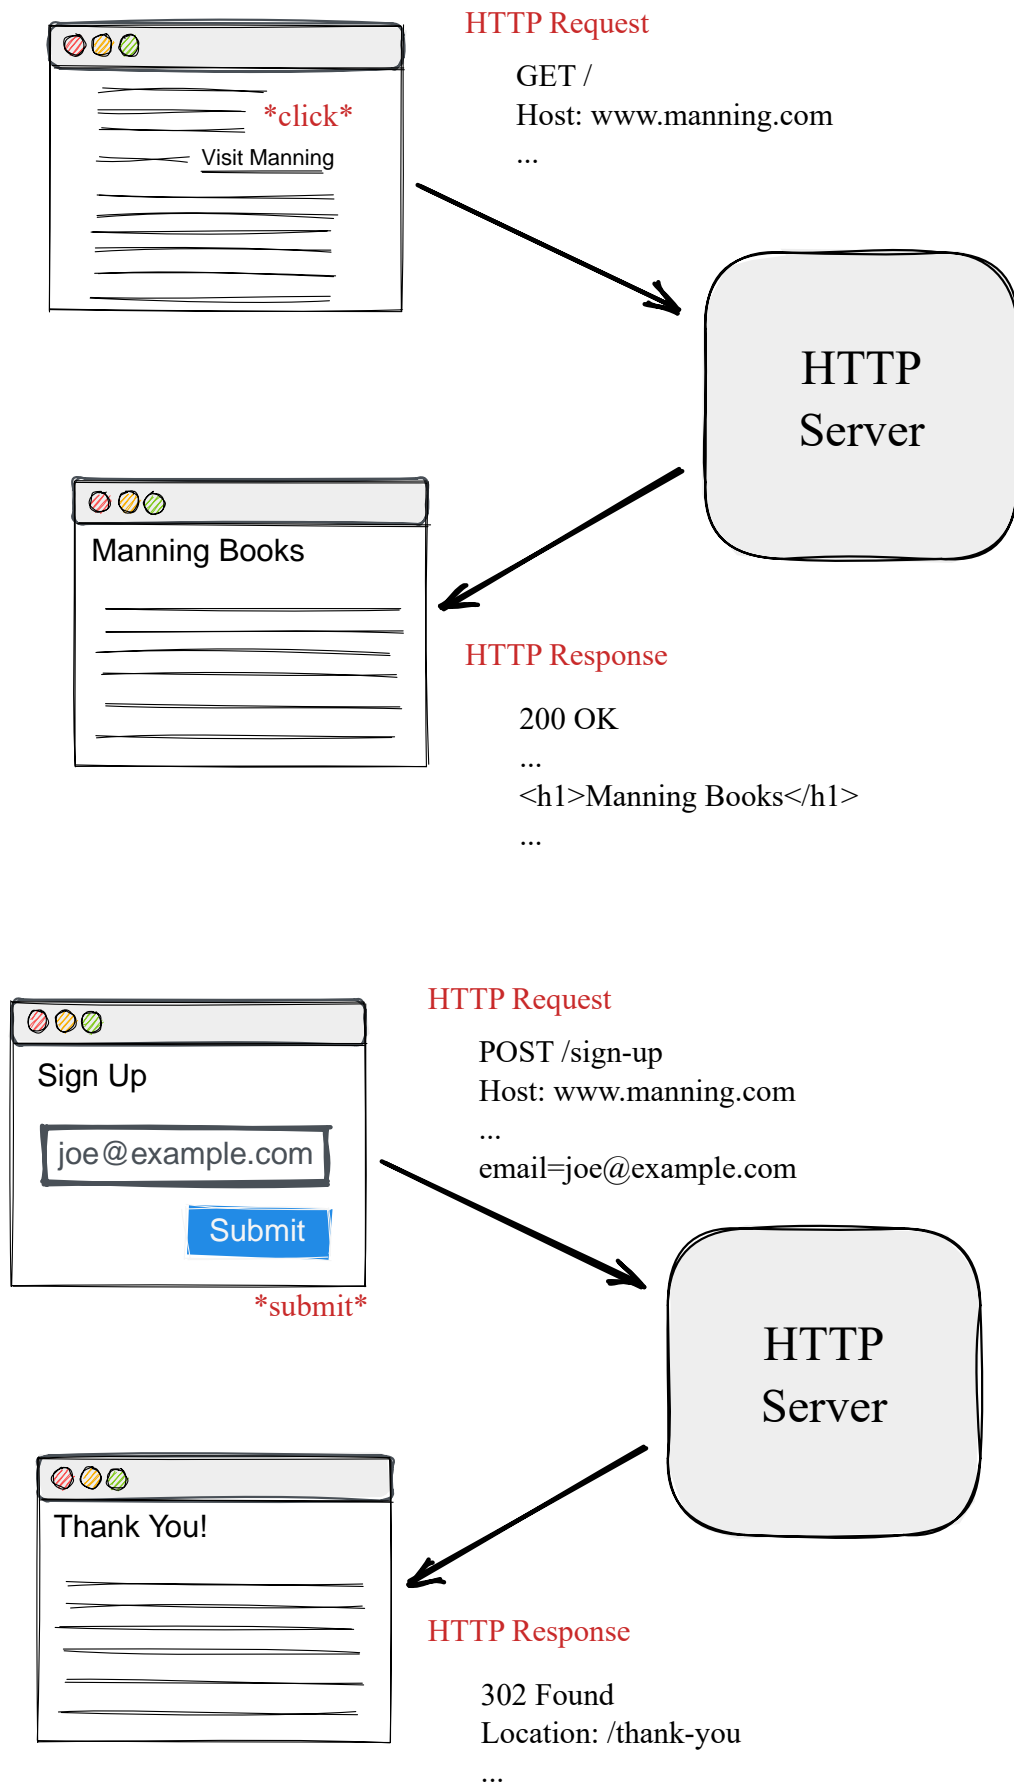 HTTP Request
GET /
Host: www.manning.com
...
*click*
Visit Manning
HTTP
Server
Manning Books
HTTP Response
200 OK
...
<h1>Manning Books</h1>
...
HTTP Request
POST /sign-up
Host: www.manning.com
...
email=joe@example.com
Sign Up
joe@example.com
Submit
*submit*
HTTP
Server
Thank You!
HTTP Response
302 Found
Location: /thank-you
...